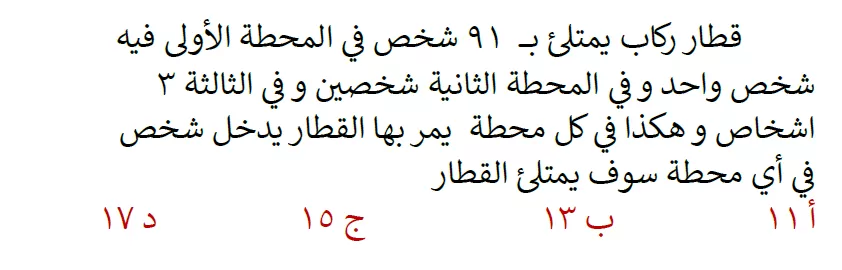 قطار ركاب يمتلئ بـ ٩١ شخص في المحطة الأولى فيه
شخص واحد و في المحطة الثانية شخصين و في الثالثة ٣
اشخاص و هكذا في كل محطة يمر بها القطار يدخل شخص
في أي محطة سوف يمتلئ القطار
أ ١١ ب ١٣ ج ١٥ د ١٧